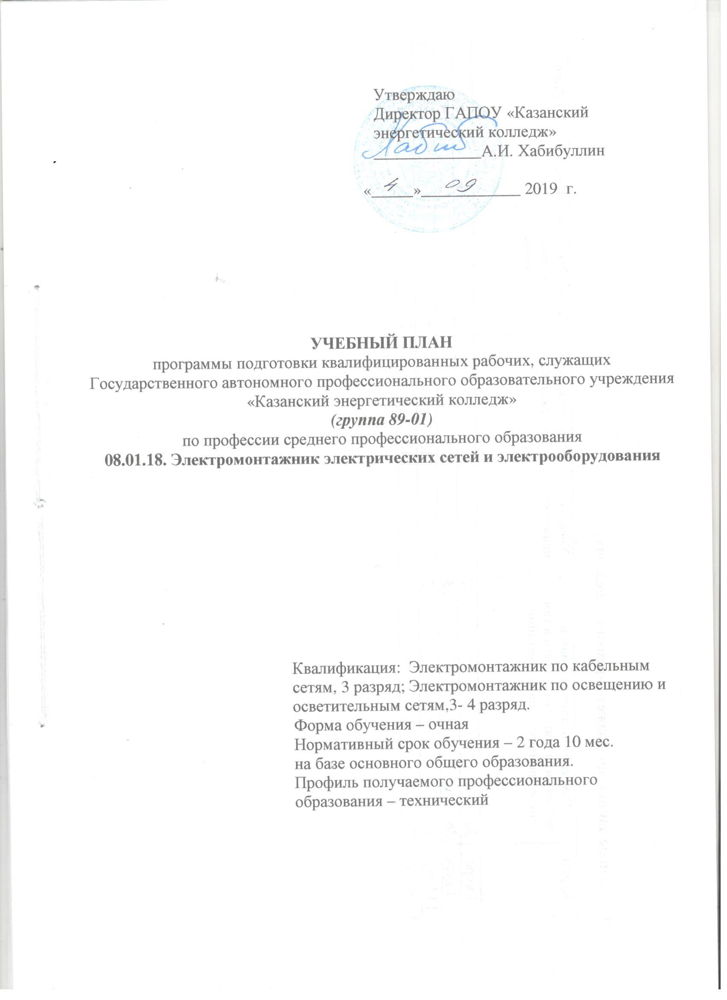 Утверждаю
Директор ГАПОУ «Казанский
энергетический колледж»
_____________А.И. Хабибуллин
«4» 09 2019 г.
УЧЕБНЫЙ ПЛАН
программы подготовки квалифицированных рабочих, служащих
Государственного автономного профессионального образовательного учреждения
«Казанский энергетический колледж»
(группа 89-01)
по профессии среднего профессионального образования
08.01.18. Электромонтажник электрических сетей и электрооборудования
Квалификация: Электромонтажник по кабельным
сетям, 3 разряд; Электромонтажник по освещению и
осветительным сетям,3- 4 разряд.
Форма обучения – очная
Нормативный срок обучения – 2 года 10 мес.
на базе основного общего образования.
Профиль получаемого профессионального
образования – технический